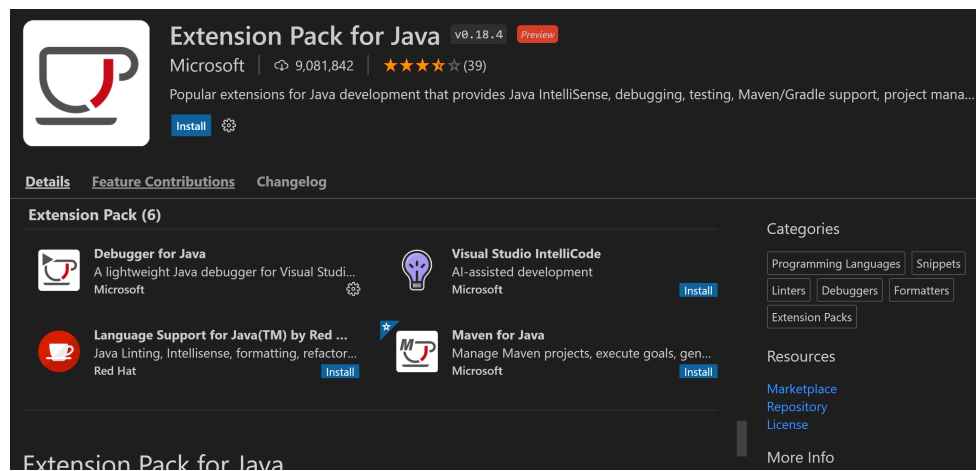 Extension Pack for Java v0.18.4 Preview
Microsoft 9,081,842 (39)
Popular extensions for Java development that provides Java IntelliSense, debugging, testing, Maven/Gradle support, project mana...
Install
Details Feature Contributions Changelog
Extension Pack (6)
Debugger for Java
A lightweight Java debugger for Visual Studi...
Microsoft
Visual Studio IntelliCode
AI-assisted development
Microsoft
Install
Language Support for Java(TM) by Red ...
Java Linting, Intellisense, formatting, refactor...
Red Hat
Install
M
Maven for Java
Manage Maven projects, execute goals, gen...
Microsoft
Install
Extension Pack for Java
Categories
Programming Languages Snippets
Linters Debuggers Formatters
Extension Packs
Resources
Marketplace
Repository
License
More Info